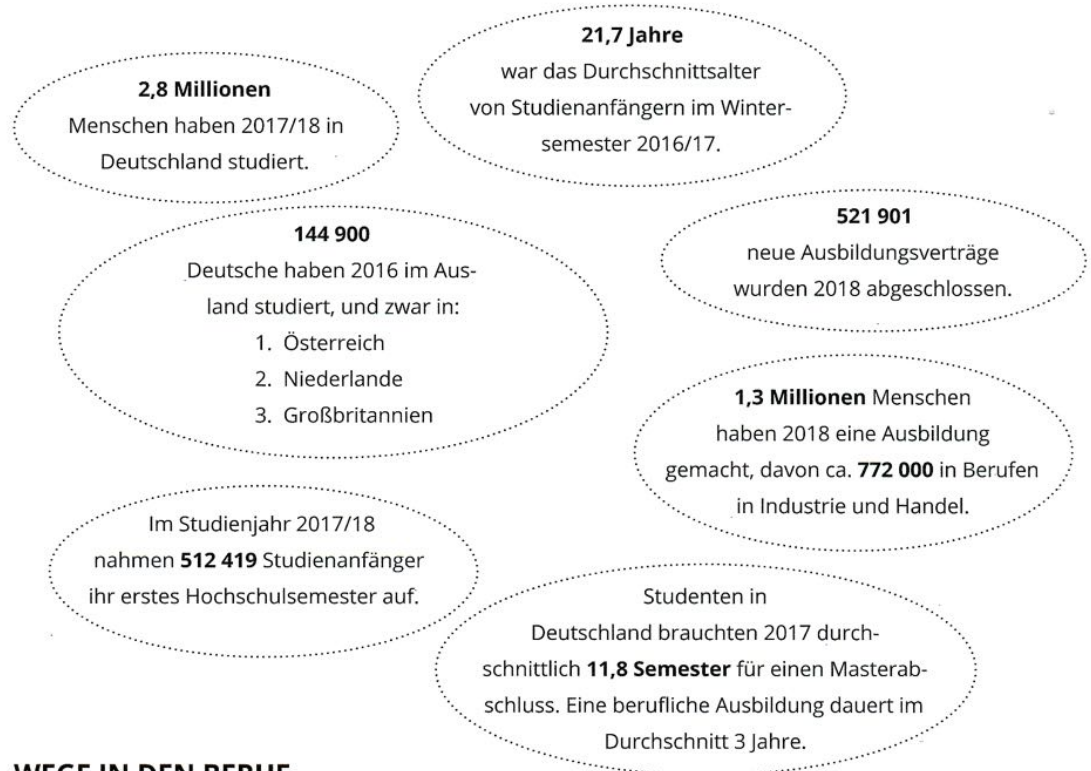 21,7 Jahre
war das Durchschnittsalter
von Studienanfängern im Winter-
semester 2016/17.
2,8 Millionen
Menschen haben 2017/18 in
Deutschland studiert.
144 900
Deutsche haben 2016 im Aus-
land studiert, und zwar in:
1. Österreich
2. Niederlande
3. Großbritannien
521 901
neue Ausbildungsverträge
wurden 2018 abgeschlossen.
1,3 Millionen Menschen
haben 2018 eine Ausbildung
gemacht, davon ca. 772 000 in Berufen
in Industrie und Handel.
Im Studienjahr 2017/18
nahmen 512 419 Studienanfänger
ihr erstes Hochschulsemester auf.
Studenten in
Deutschland brauchten 2017 durch-
schnittlich 11,8 Semester für einen Masterab-
schluss. Eine berufliche Ausbildung dauert im
Durchschnitt 3 Jahre.
WEGE IN DEN BERUF